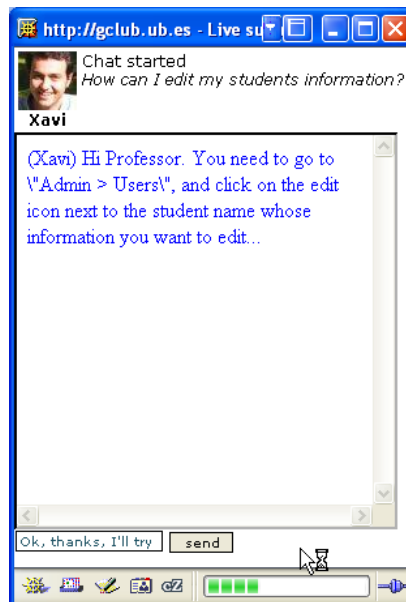 http://gclub.ub.es - Live su
Chat started
How can I edit my students information?
Xavi
(Xavi) Hi Professor. You need to go to
\"Admin > Users\", and click on the edit
icon next to the student name whose
information you want to edit...
Ok, thanks, I'll try
send